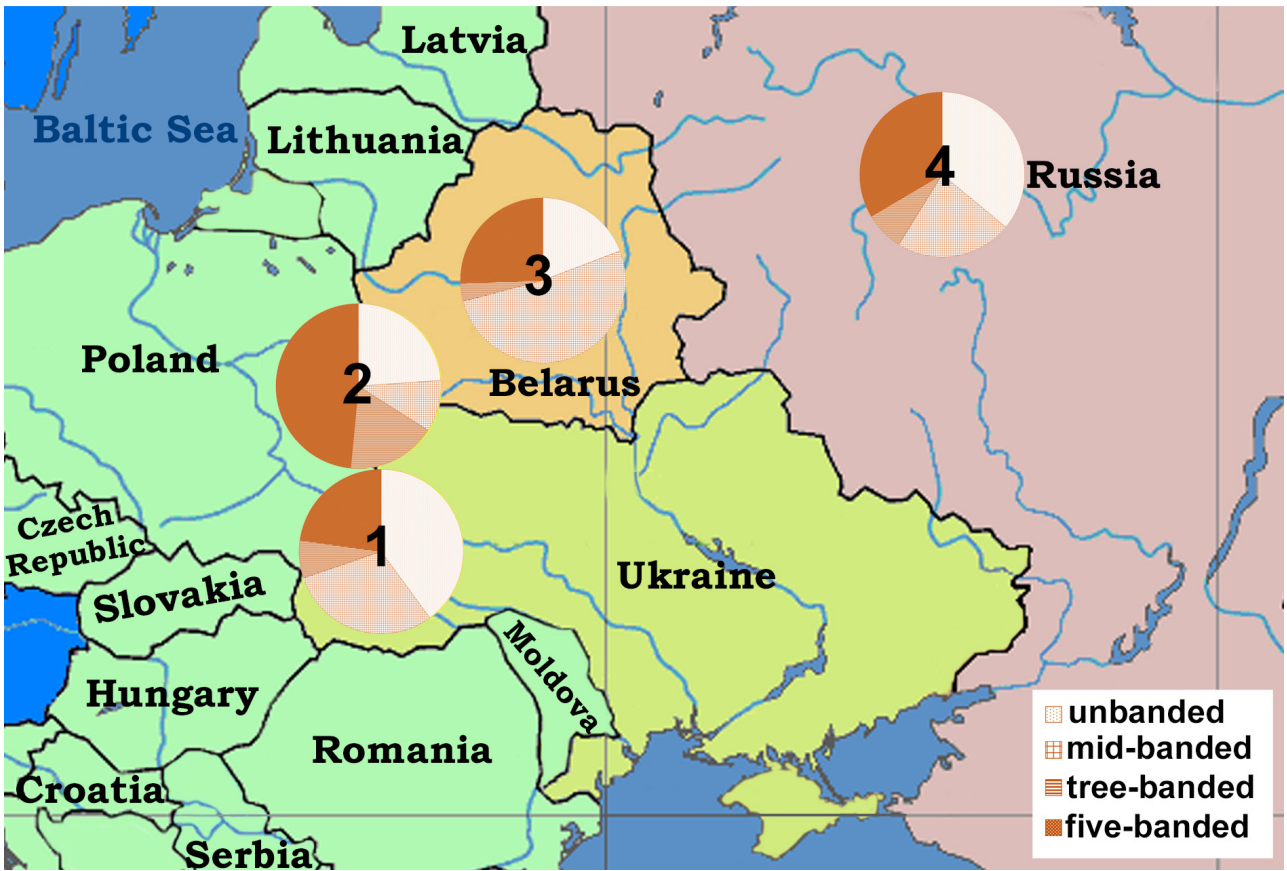 Latvia
Baltic Sea
Lithuania
4
Russia
3
Poland
2
Belarus
Czech
Republic
1
Ukraine
Slovakia
Moldova
Hungary
Romania
Croatia
Serbia
unbanded
mid-banded
tree-banded
five-banded